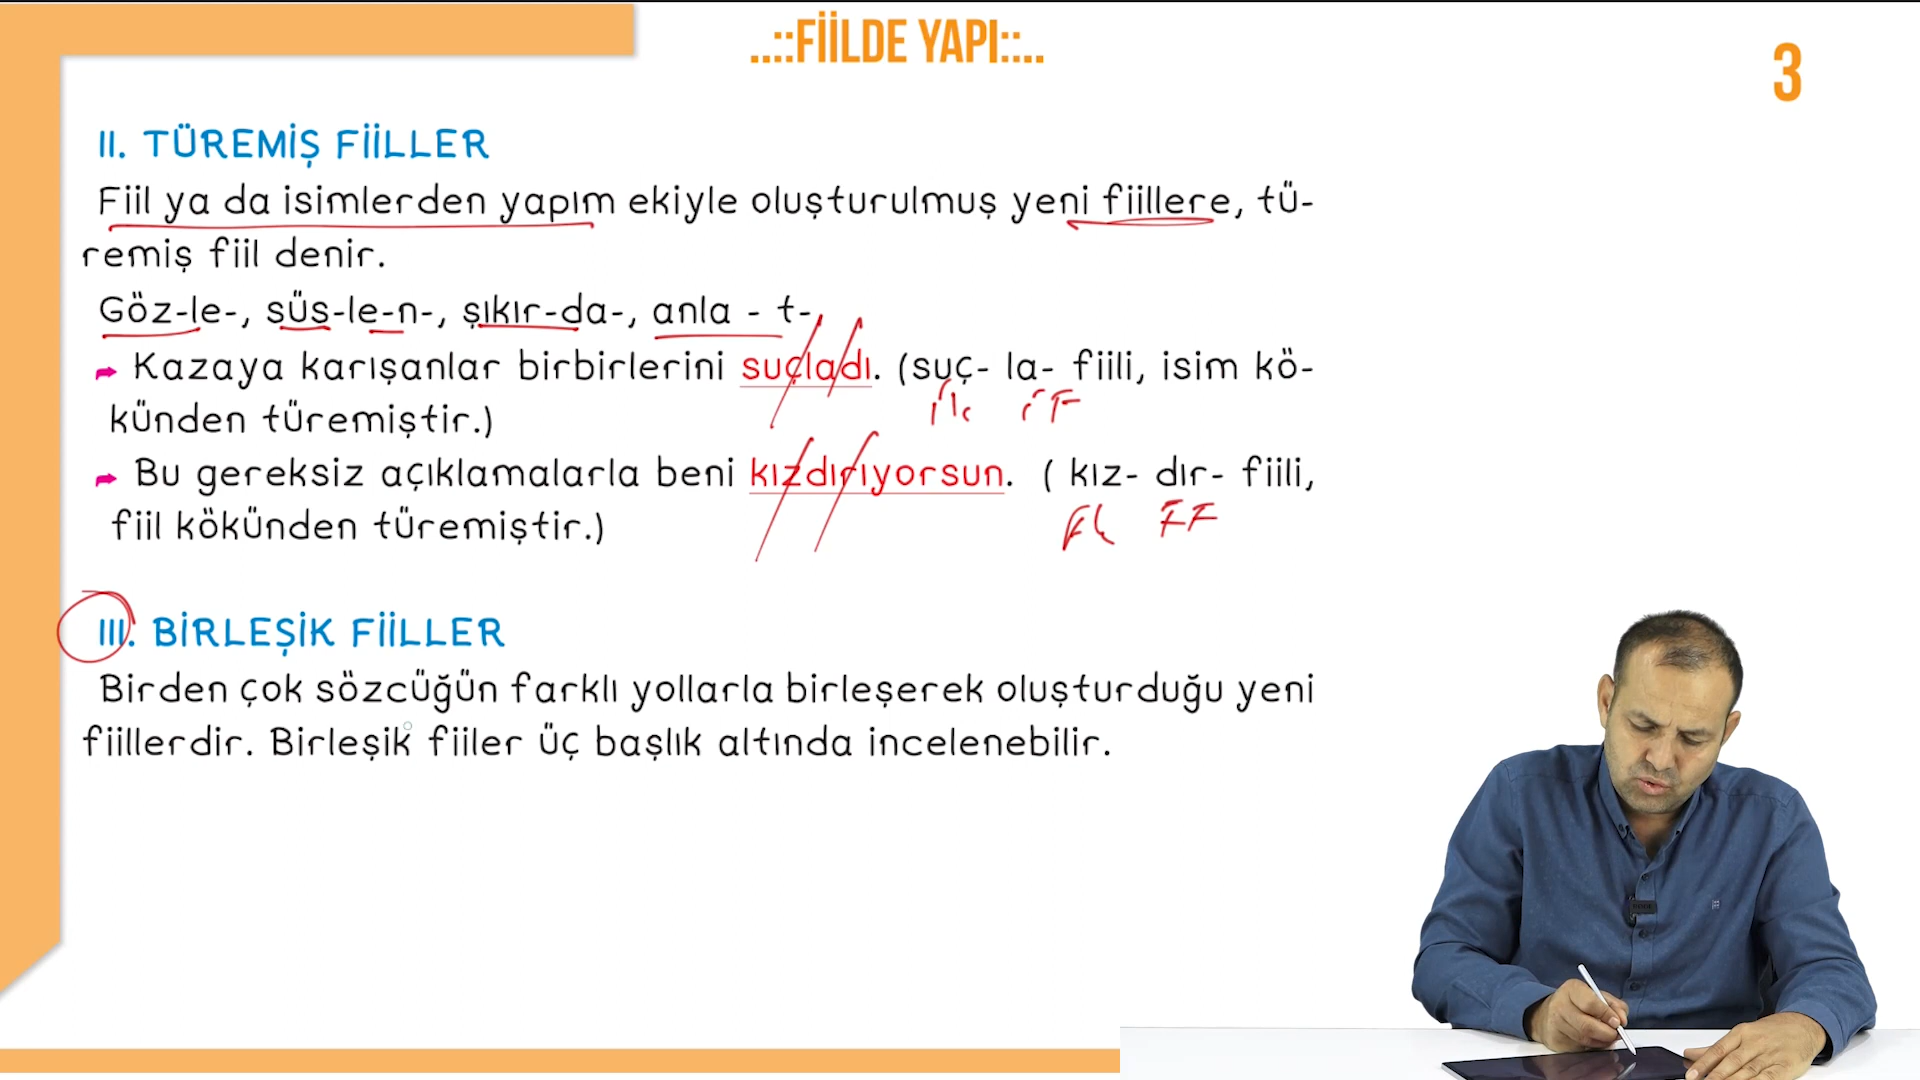 ..::FİİLDE YAPI::..
3
II. TÜREMİŞ FİİLLER
Fiil ya da isimlerden yapım ekiyle oluşturulmuş yeni fiillere, tü-
remiş fiil denir.
Göz-le-, süs-le-n-, şıkır-da-, anla - t-
Kazaya karışanlar birbirlerini suçladı. (suç- la- fiili, isim kö-
künden türemiştir.)
Bu gereksiz açıklamalarla beni kızdırıyorsun. ( kız- dır- fiili,
FF
fiil kökünden türemiştir.)
III. BİRLEŞİK FİİLLER
Birden çok sözcüğün farklı yollarla birleşerek oluşturduğu yeni
fiillerdir. Birleşik fiiler üç başlık altında incelenebilir.